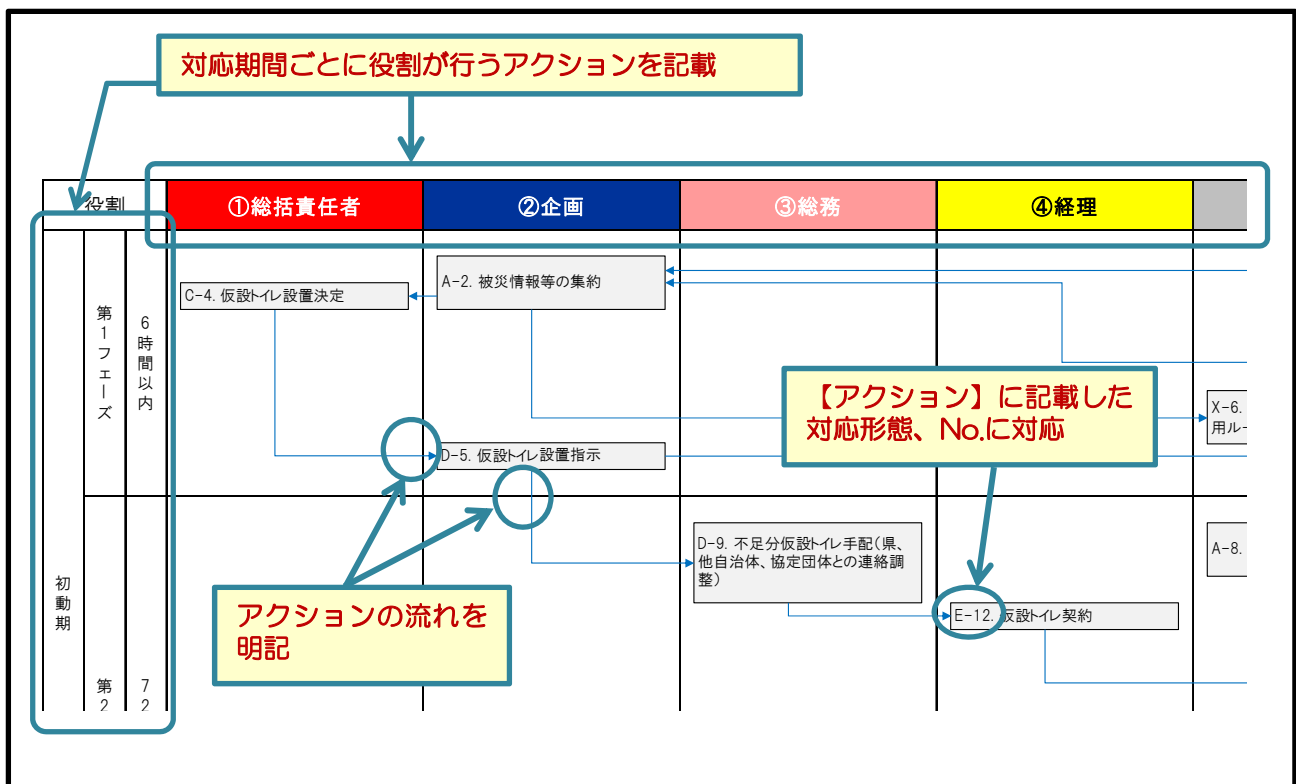 対応期間ごとに役割が行うアクションを記載
役割
①総括責任者
②企画
③総務
④経理
初動期
第1フェーズ
6時間以内
A-2. 被災情報等の集約
C-4. 仮設トイレ設置決定
【アクション】に記載した
対応形態、No.に対応
X-6.
用ルー
D-5. 仮設トイレ設置指示
D-9. 不足分仮設トイレ手配(県、
他自治体、協定団体との連絡調
整)
A-8.
E-12. 仮設トイレ契約
アクションの流れを
明記
第2
72